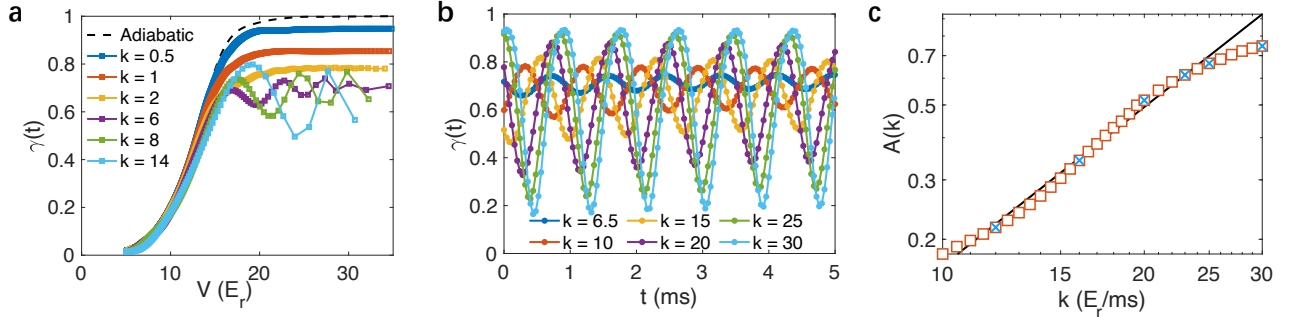 a
γ(t)
1
0.8
0.6
0.4
0.2
0
Adiabatic
k = 0.5
k = 1
k = 2
k = 6
k = 8
k = 14
0 10 20 30
V (E_r)
b
γ(t)
1
0.8
0.6
0.4
0.2
0
k = 6.5 k = 15 k = 25
k = 10 k = 20 k = 30
0 1 2 3 4 5
t (ms)
c
A(k)
0.7
0.5
0.3
0.2
10 15 20 25 30
k (E_r/ms)